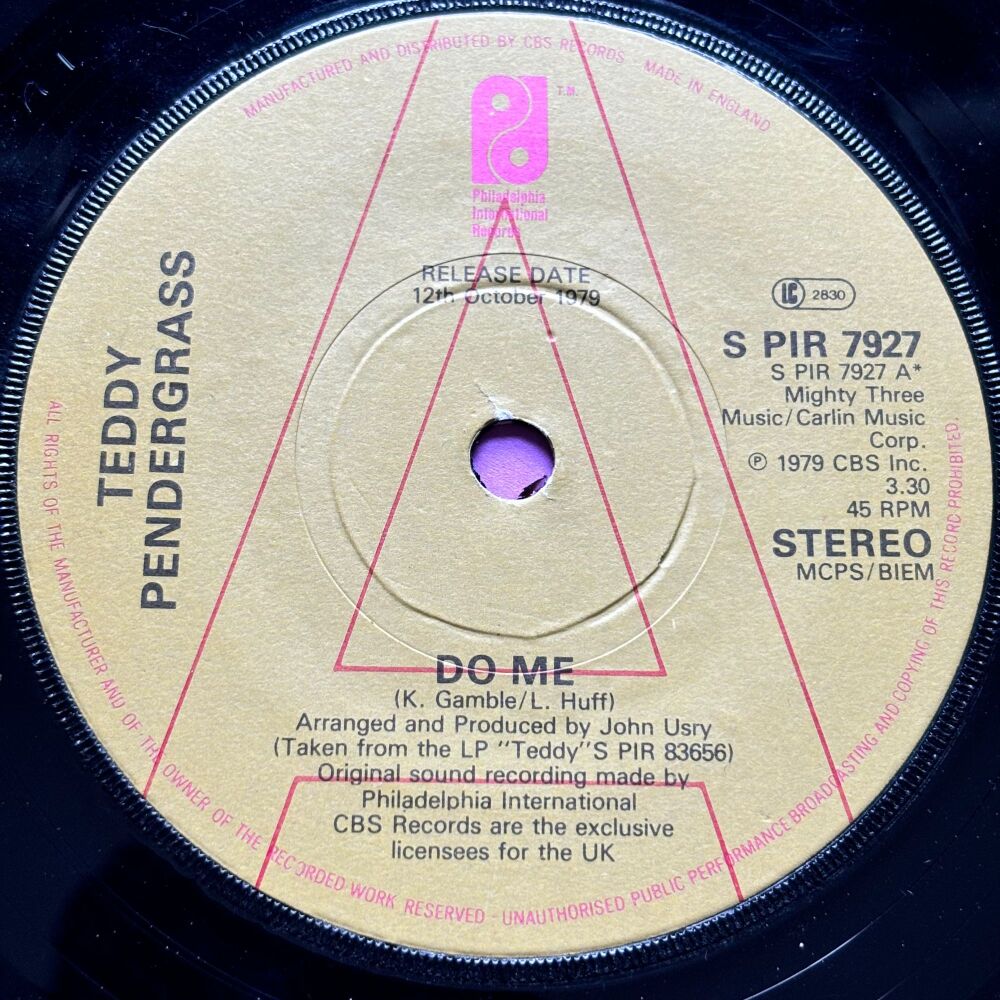 MANUFACTURED AND DISTRIBUTED BY CBS RECORDS MADE IN ENGLAND
T.M.
Philadelphia
International
Records
RELEASE DATE
12th October 1979
LC 2830
TEDDY
PENDERGRASS
S PIR 7927
S PIR 7927 A*
Mighty Three
Music/Carlin Music
Corp.
℗ 1979 CBS Inc.
3.30
45 RPM
STEREO
MCPS/BIEM
DO ME
(K. Gamble/L. Huff)
Arranged and Produced by John Usry
(Taken from the LP "Teddy"S PIR 83656)
Original sound recording made by
Philadelphia International
CBS Records are the exclusive
licensees for the UK
ALL RIGHTS OF THE MANUFACTURER AND OF THE OWNER OF THE RECORDED WORK RESERVED - UNAUTHORISED PUBLIC PERFORMANCE BROADCASTING AND COPYING OF THIS RECORD PROHIBITED.
A